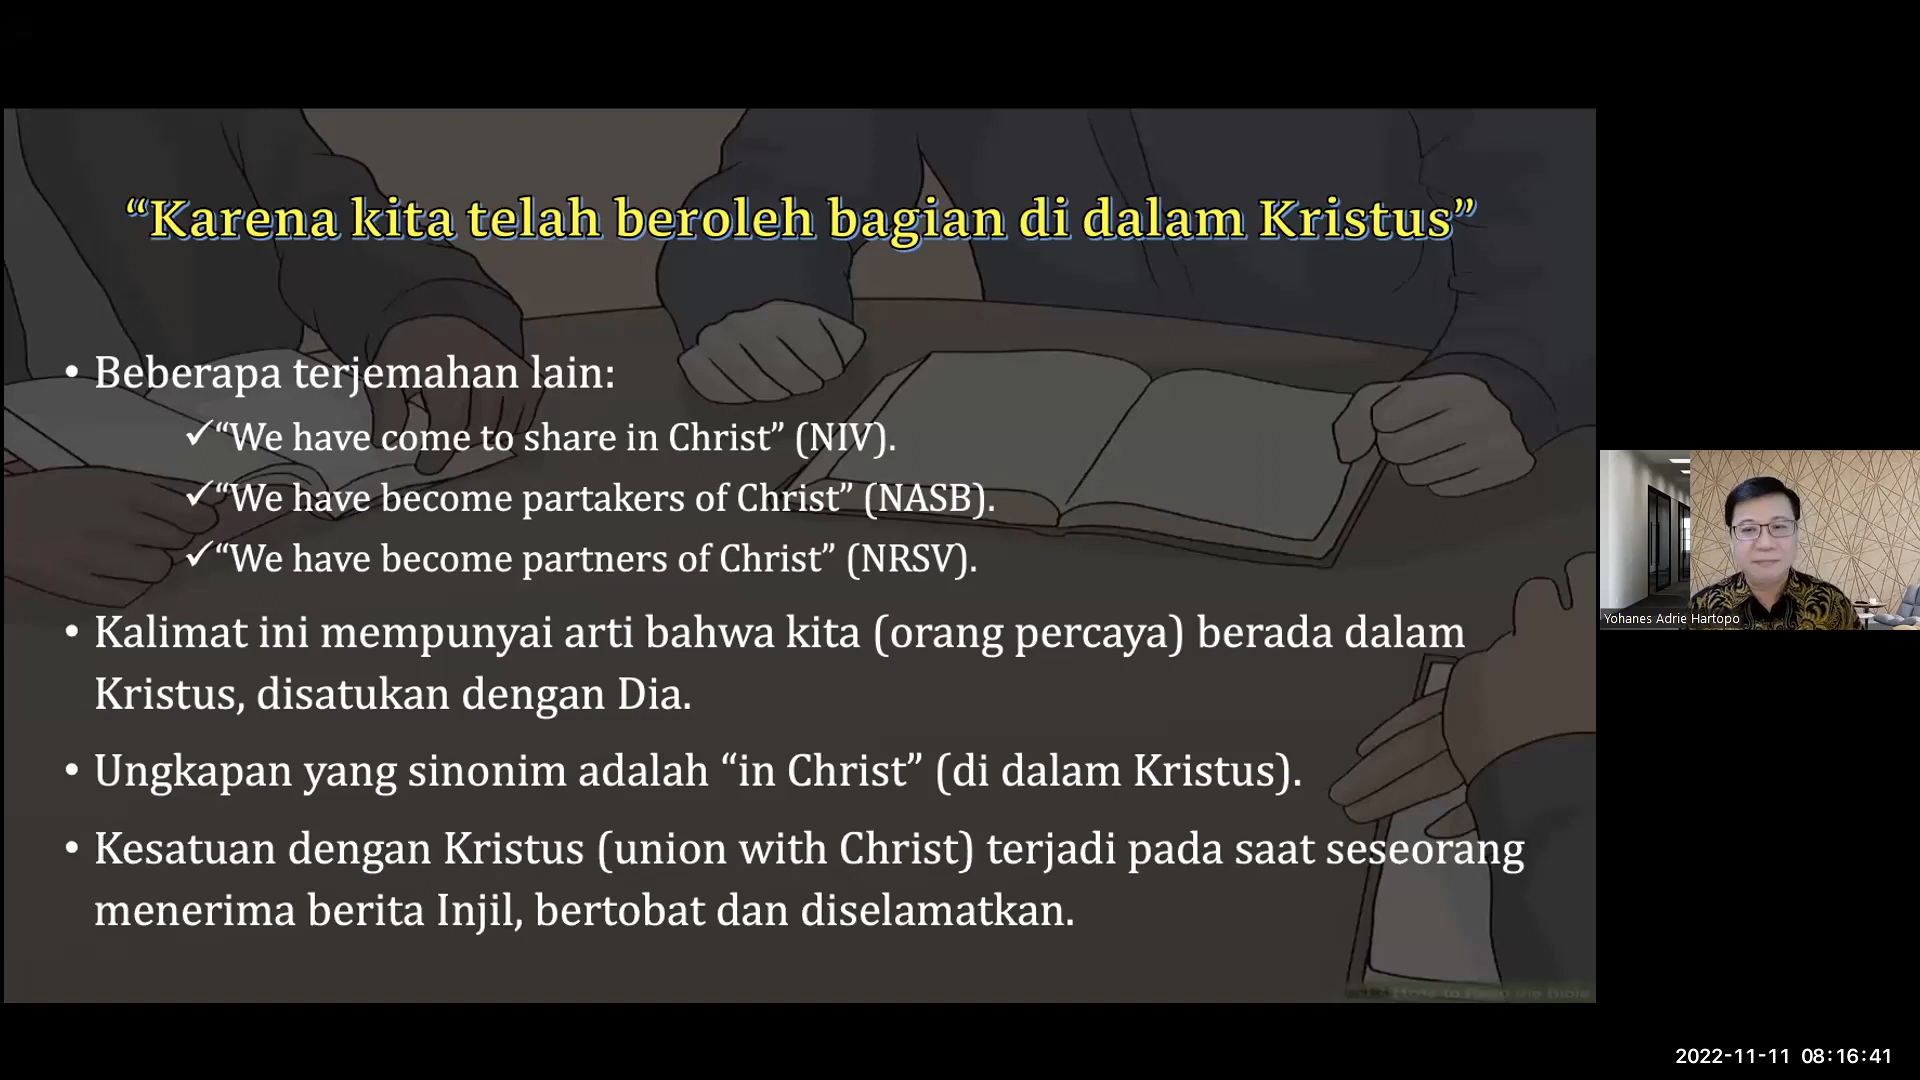 “Karena kita telah beroleh bagian di dalam Kristus”
• Beberapa terjemahan lain:
✓“We have come to share in Christ” (NIV).
✓“We have become partakers of Christ” (NASB).
✓“We have become partners of Christ” (NRSV).
• Kalimat ini mempunyai arti bahwa kita (orang percaya) berada dalam
Kristus, disatukan dengan Dia.
• Ungkapan yang sinonim adalah “in Christ” (di dalam Kristus).
• Kesatuan dengan Kristus (union with Christ) terjadi pada saat seseorang
menerima berita Injil, bertobat dan diselamatkan.
Yohanes Adrie Hartopo
to Read the Bible
2022-11-11 08:16:41